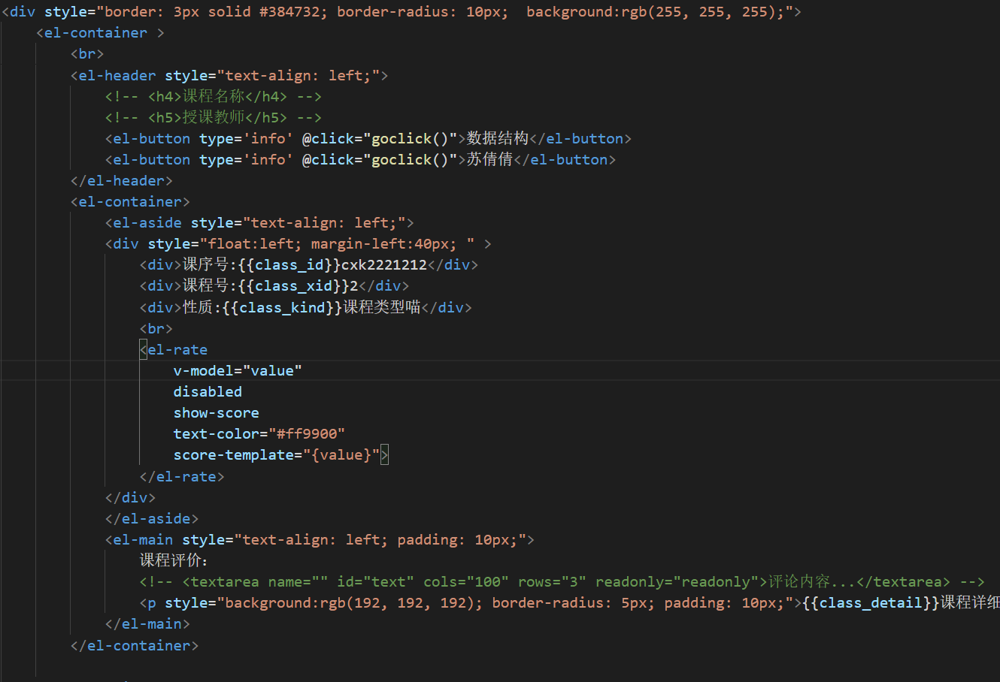 <div style="border: 3px solid #384732; border-radius: 10px;  background:rgb(255, 255, 255);">
<el-container >
<br>
<el-header style="text-align: left;">
<!-- <h4>课程名称</h4> -->
<!-- <h5>授课教师</h5> -->
<el-button type='info' @click="goclick()">数据结构</el-button>
<el-button type='info' @click="goclick()">苏倩倩</el-button>
</el-header>
<el-container>
<el-aside style="text-align: left;">
<div style="float:left; margin-left:40px; " >
<div>课序号:{{class_id}}cxk2221212</div>
<div>课程号:{{class_xid}}2</div>
<div>性质:{{class_kind}}课程类型喵</div>
<br>
<el-rate
v-model="value"
disabled
show-score
text-color="#ff9900"
score-template="{value}">
</el-rate>
</div>
</el-aside>
<el-main style="text-align: left; padding: 10px;">
课程评价:
<!-- <textarea name="" id="text" cols="100" rows="3" readonly="readonly">评论内容...</textarea> -->
<p style="background:rgb(192, 192, 192); border-radius: 5px; padding: 10px;">{{class_detail}}课程详细
</el-main>
</el-container>